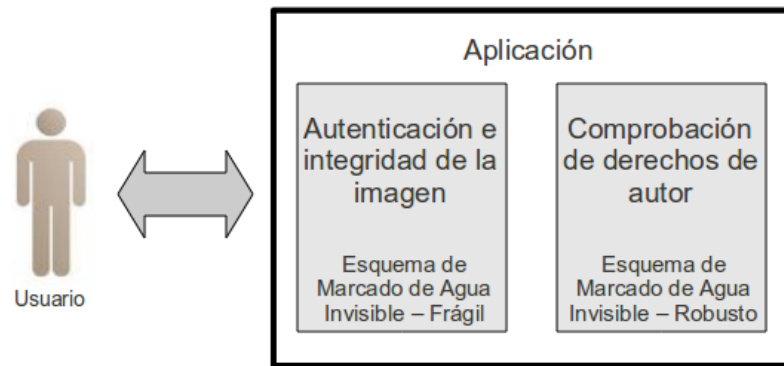 Aplicación
Autenticación e
integridad de la
imagen
Esquema de
Marcado de Agua
Invisible – Frágil
Comprobación
de derechos de
autor
Esquema de
Marcado de Agua
Invisible – Robusto
Usuario